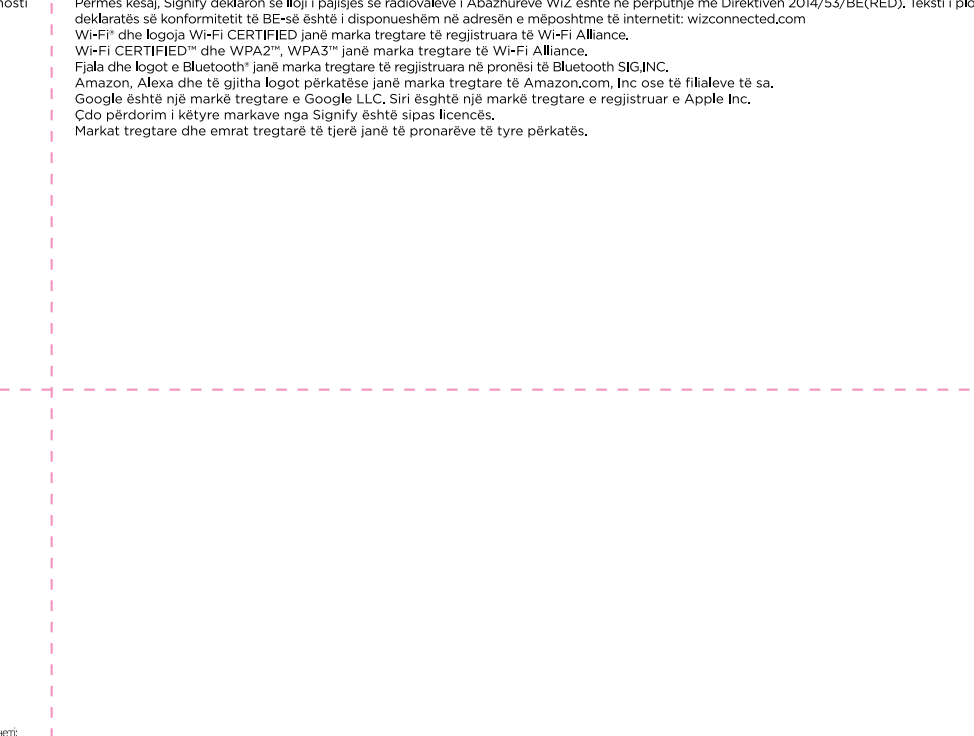 nosti
Përmes kësaj, Signify deklaron se lloji i pajisjes së radiovalëve i Abazhurëve WiZ është në përputhje me Direktivën 2014/53/BE(RED). Teksti i plo
deklaratës së konformitetit të BE-së është i disponueshëm në adresën e mëposhtme të internetit: wizconnected.com
Wi-Fi® dhe logoja Wi-Fi CERTIFIED janë marka tregtare të regjistruara të Wi-Fi Alliance.
Wi-Fi CERTIFIED™ dhe WPA2™, WPA3™ janë marka tregtare të Wi-Fi Alliance.
Fjala dhe logot e Bluetooth® janë marka tregtare të regjistruara në pronësi të Bluetooth SIG,INC.
Amazon, Alexa dhe të gjitha logot përkatëse janë marka tregtare të Amazon.com, Inc ose të filialeve të sa.
Google është një markë tregtare e Google LLC. Siri ësghtë një markë tregtare e regjistruar e Apple Inc.
Çdo përdorim i këtyre markave nga Signify është sipas licencës.
Markat tregtare dhe emrat tregtarë të tjerë janë të pronarëve të tyre përkatës.
неті: